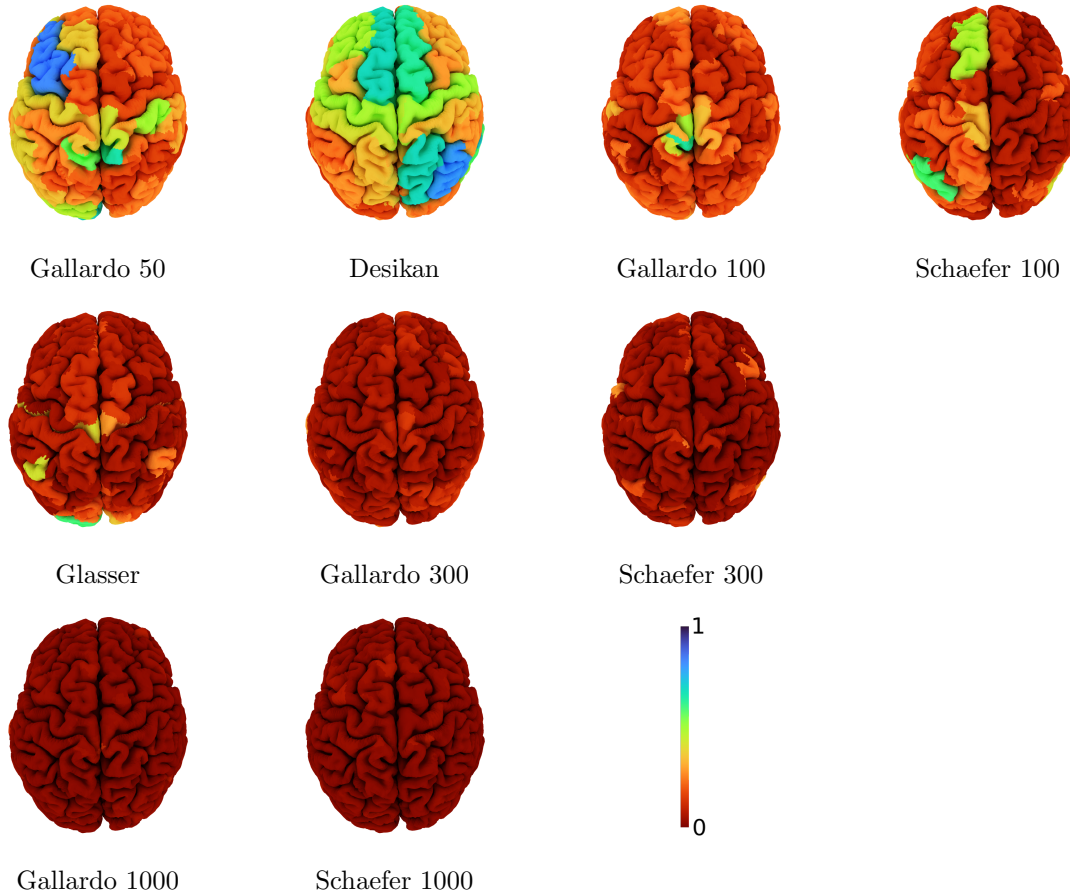 Gallardo 50
Desikan
Gallardo 100
Schaefer 100
Glasser
Gallardo 300
Schaefer 300
1
0
Gallardo 1000
Schaefer 1000